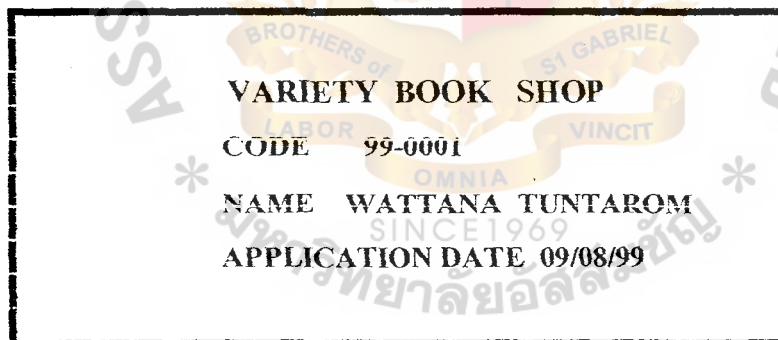 BROTHERS of ST GABRIEL
VARIETY BOOK SHOP
LABOR VINCIT
CODE 99-0001
OMNIA
NAME WATTANA TUNTAROM
SINCE1969
APPLICATION DATE 09/08/99